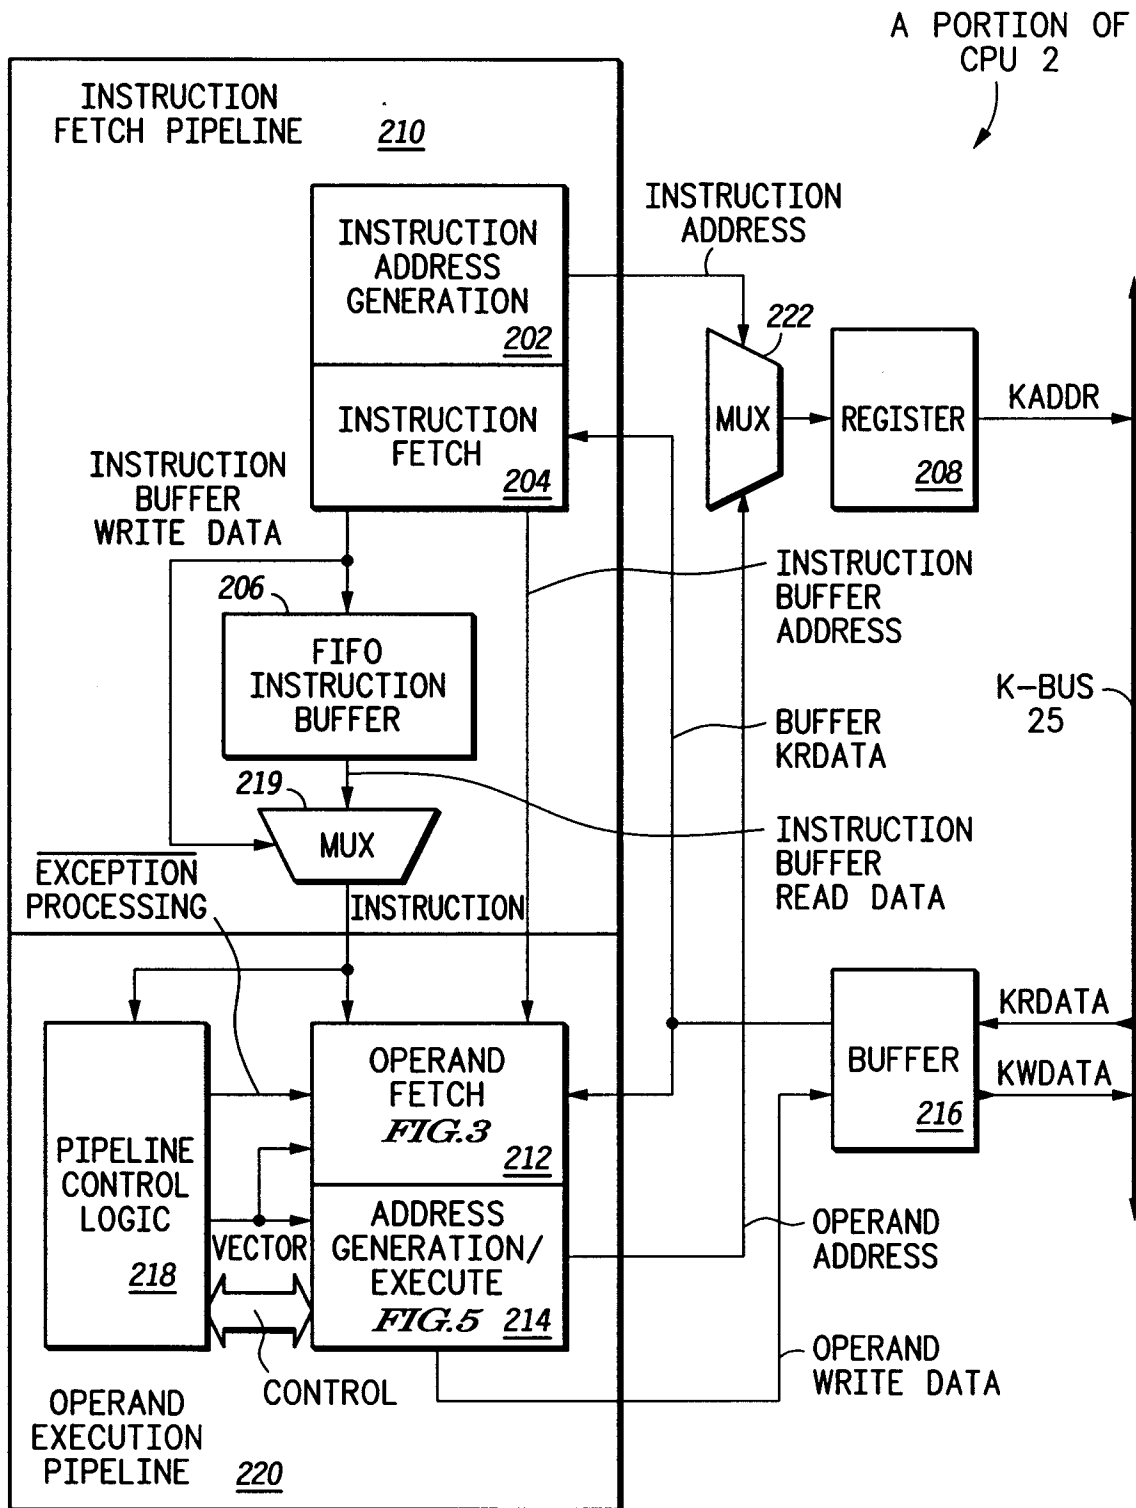 A PORTION OF
CPU 2
INSTRUCTION
FETCH PIPELINE 210
INSTRUCTION
ADDRESS
GENERATION
202
INSTRUCTION
ADDRESS
222
MUX
REGISTER
208
KADDR
INSTRUCTION
FETCH
204
INSTRUCTION
BUFFER
WRITE DATA
206
FIFO
INSTRUCTION
BUFFER
INSTRUCTION
BUFFER
ADDRESS
K-BUS
25
BUFFER
KRDATA
219
MUX
INSTRUCTION
BUFFER
READ DATA
EXCEPTION
PROCESSING
INSTRUCTION
PIPELINE
CONTROL
LOGIC
218
OPERAND
FETCH
FIG.3
212
VECTOR
ADDRESS
GENERATION/
EXECUTE
FIG.5 214
CONTROL
BUFFER
216
KRDATA
KWDATA
OPERAND
ADDRESS
OPERAND
WRITE DATA
OPERAND
EXECUTION
PIPELINE 220